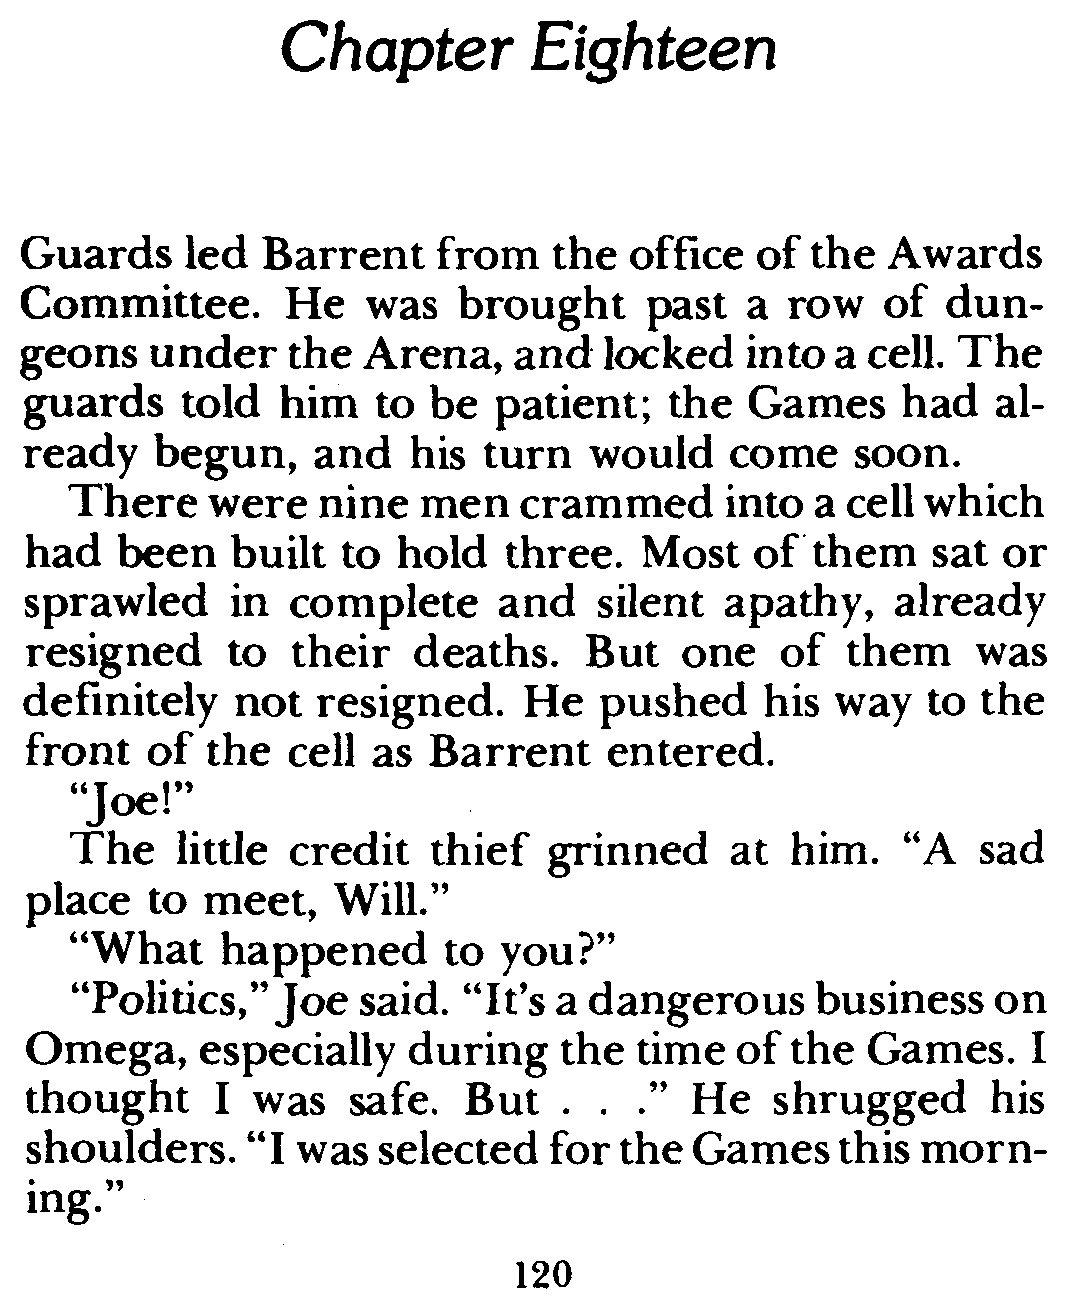 Chapter Eighteen
Guards led Barrent from the office of the Awards
Committee. He was brought past a row of dun-
geons under the Arena, and locked into a cell. The
guards told him to be patient; the Games had al-
ready begun, and his turn would come soon.
There were nine men crammed into a cell which
had been built to hold three. Most of them sat or
sprawled in complete and silent apathy, already
resigned to their deaths. But one of them was
definitely not resigned. He pushed his way to the
front of the cell as Barrent entered.
“Joe!”
The little credit thief grinned at him. “A sad
place to meet, Will.”
“What happened to you?”
“Politics,” Joe said. “It’s a dangerous business on
Omega, especially during the time of the Games. I
thought I was safe. But . . .” He shrugged his
shoulders. “I was selected for the Games this morn-
ing.”
120